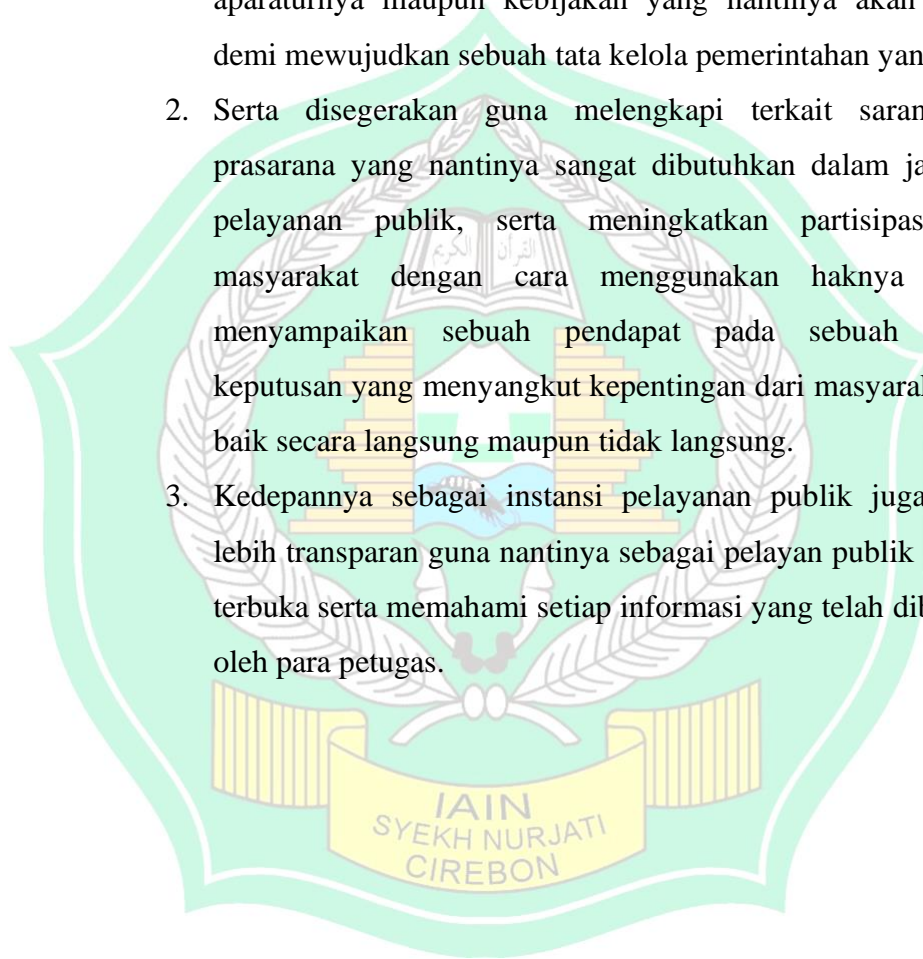 aparaturnya maupun kebijakan yang nantinya akan
demi mewujudkan sebuah tata kelola pemerintahan yan
2. Serta disegerakan guna melengkapi terkait saran
prasarana yang nantinya sangat dibutuhkan dalam ja
pelayanan publik, serta meningkatkan partisipas
القرآن الكريم
masyarakat dengan cara menggunakan haknya
menyampaikan sebuah pendapat pada sebuah
keputusan yang menyangkut kepentingan dari masyara
baik secara langsung maupun tidak langsung.
3. Kedepannya sebagai instansi pelayanan publik juga
lebih transparan guna nantinya sebagai pelayan publik
terbuka serta memahami setiap informasi yang telah dib
oleh para petugas.
IAIN
SYEKH NURJATI
CIREBON